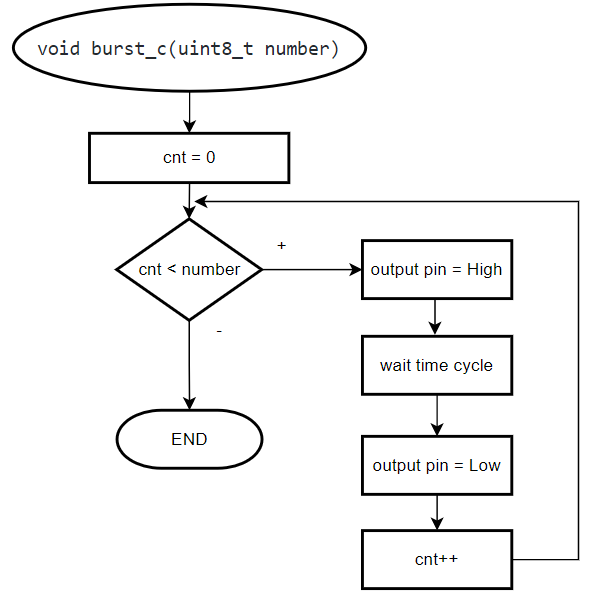 void burst_c(uint8_t number)
cnt = 0
cnt < number
+
output pin = High
-
wait time cycle
END
output pin = Low
cnt++